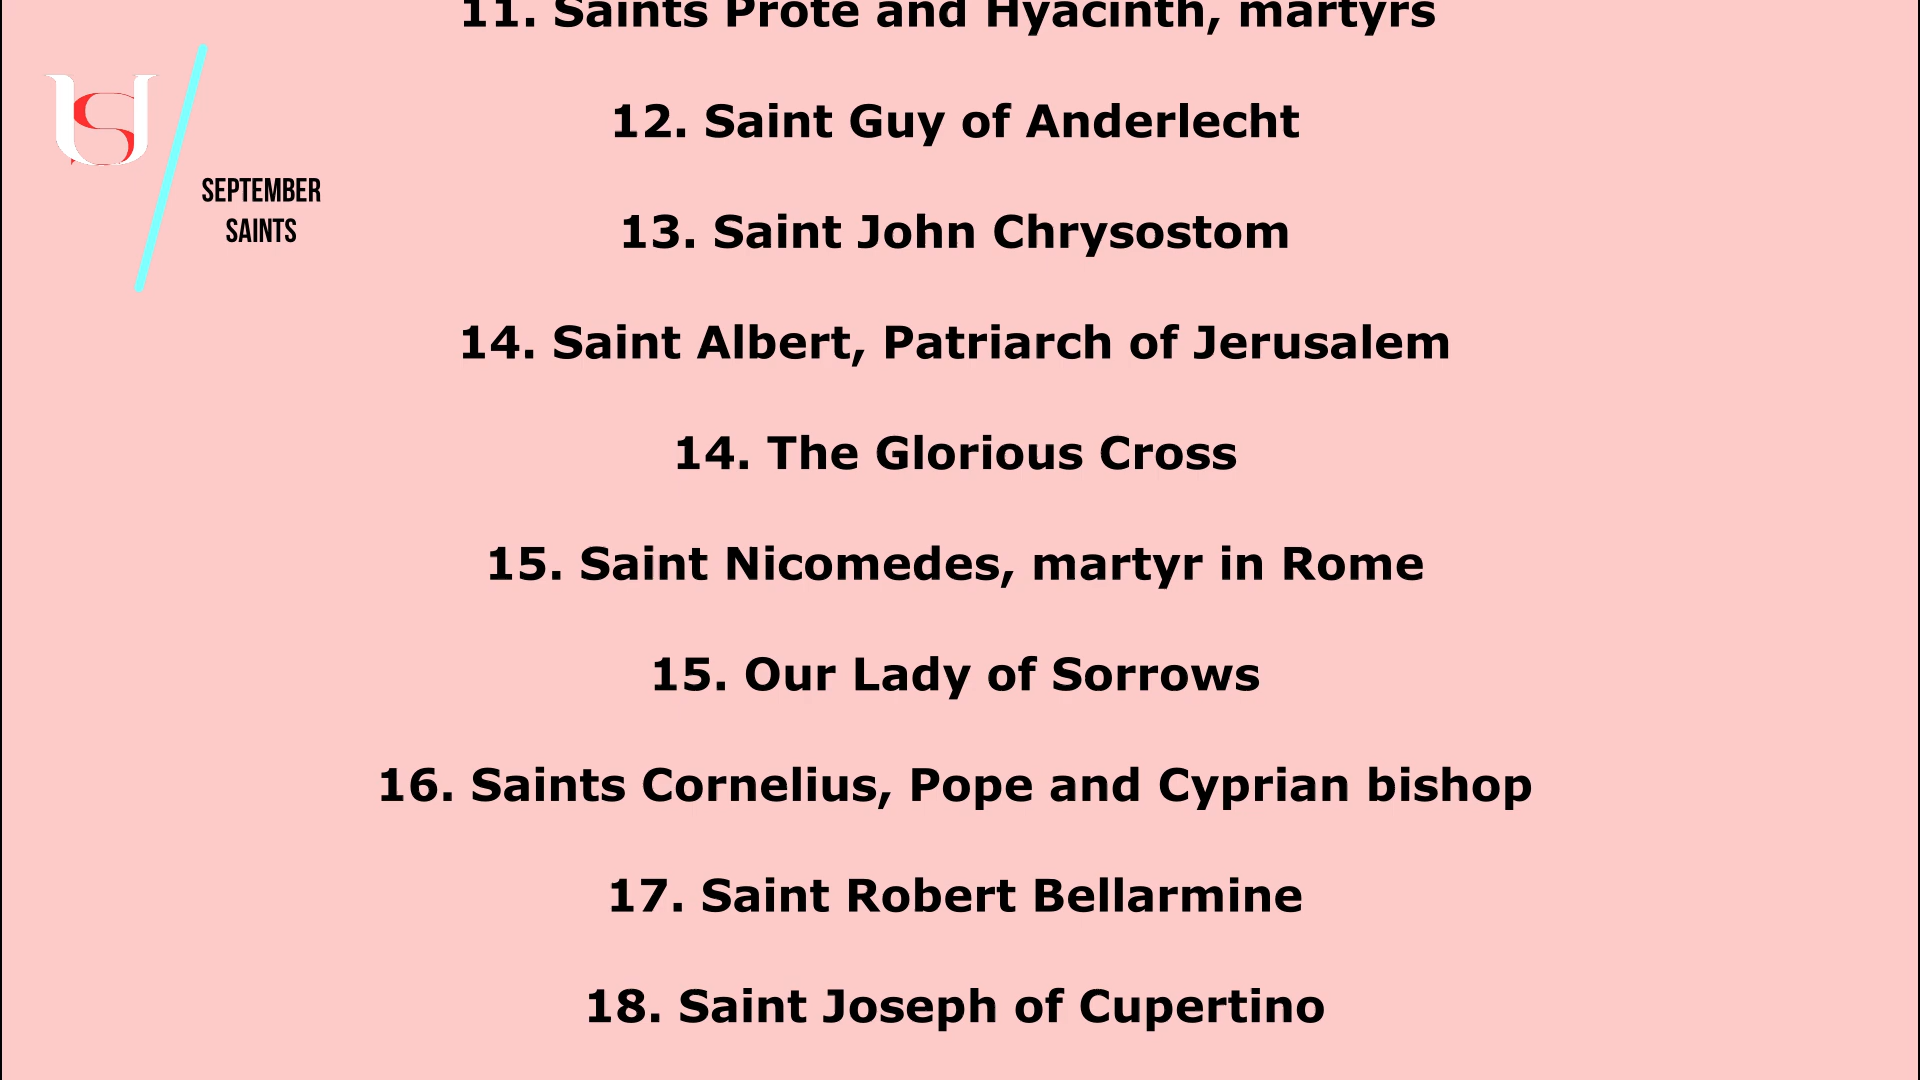 11. Saints Prote and Hyacinth, martyrs
US
SEPTEMBER
SAINTS
12. Saint Guy of Anderlecht
13. Saint John Chrysostom
14. Saint Albert, Patriarch of Jerusalem
14. The Glorious Cross
15. Saint Nicomedes, martyr in Rome
15. Our Lady of Sorrows
16. Saints Cornelius, Pope and Cyprian bishop
17. Saint Robert Bellarmine
18. Saint Joseph of Cupertino